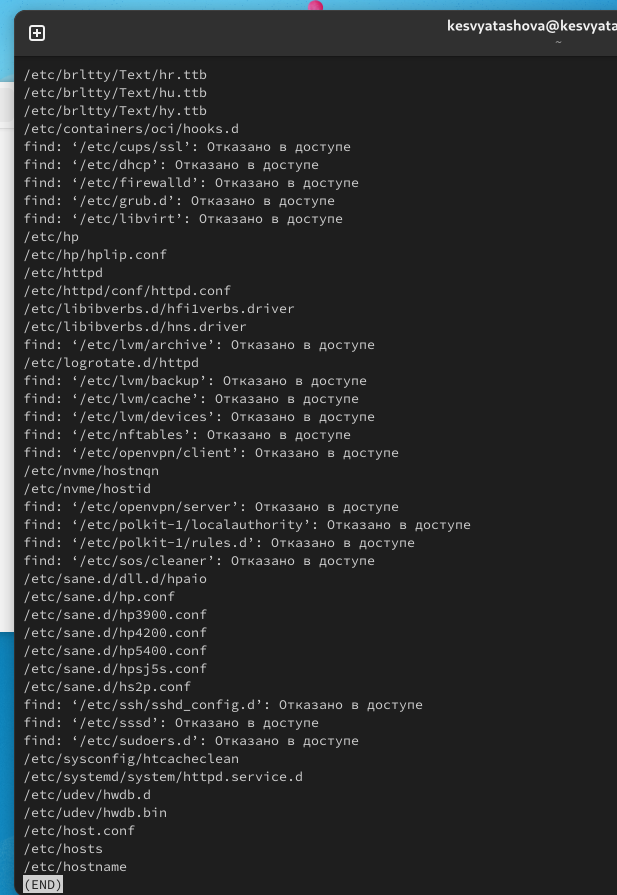 kesvyatashova@kesvyata
~
/etc/brltty/Text/hr.ttb
/etc/brltty/Text/hu.ttb
/etc/brltty/Text/hy.ttb
/etc/containers/oci/hooks.d
find: ‘/etc/cups/ssl’: Отказано в доступе
find: ‘/etc/dhcp’: Отказано в доступе
find: ‘/etc/firewalld’: Отказано в доступе
find: ‘/etc/grub.d’: Отказано в доступе
find: ‘/etc/libvirt’: Отказано в доступе
/etc/hp
/etc/hp/hplip.conf
/etc/httpd
/etc/httpd/conf/httpd.conf
/etc/libibverbs.d/hfi1verbs.driver
/etc/libibverbs.d/hns.driver
find: ‘/etc/lvm/archive’: Отказано в доступе
/etc/logrotate.d/httpd
find: ‘/etc/lvm/backup’: Отказано в доступе
find: ‘/etc/lvm/cache’: Отказано в доступе
find: ‘/etc/lvm/devices’: Отказано в доступе
find: ‘/etc/nftables’: Отказано в доступе
find: ‘/etc/openvpn/client’: Отказано в доступе
/etc/nvme/hostnqn
/etc/nvme/hostid
find: ‘/etc/openvpn/server’: Отказано в доступе
find: ‘/etc/polkit-1/localauthority’: Отказано в доступе
find: ‘/etc/polkit-1/rules.d’: Отказано в доступе
find: ‘/etc/sos/cleaner’: Отказано в доступе
/etc/sane.d/dll.d/hpaio
/etc/sane.d/hp.conf
/etc/sane.d/hp3900.conf
/etc/sane.d/hp4200.conf
/etc/sane.d/hp5400.conf
/etc/sane.d/hpsj5s.conf
/etc/sane.d/hs2p.conf
find: ‘/etc/ssh/sshd_config.d’: Отказано в доступе
find: ‘/etc/sssd’: Отказано в доступе
find: ‘/etc/sudoers.d’: Отказано в доступе
/etc/sysconfig/htcacheclean
/etc/systemd/system/httpd.service.d
/etc/udev/hwdb.d
/etc/udev/hwdb.bin
/etc/host.conf
/etc/hosts
/etc/hostname
(END)